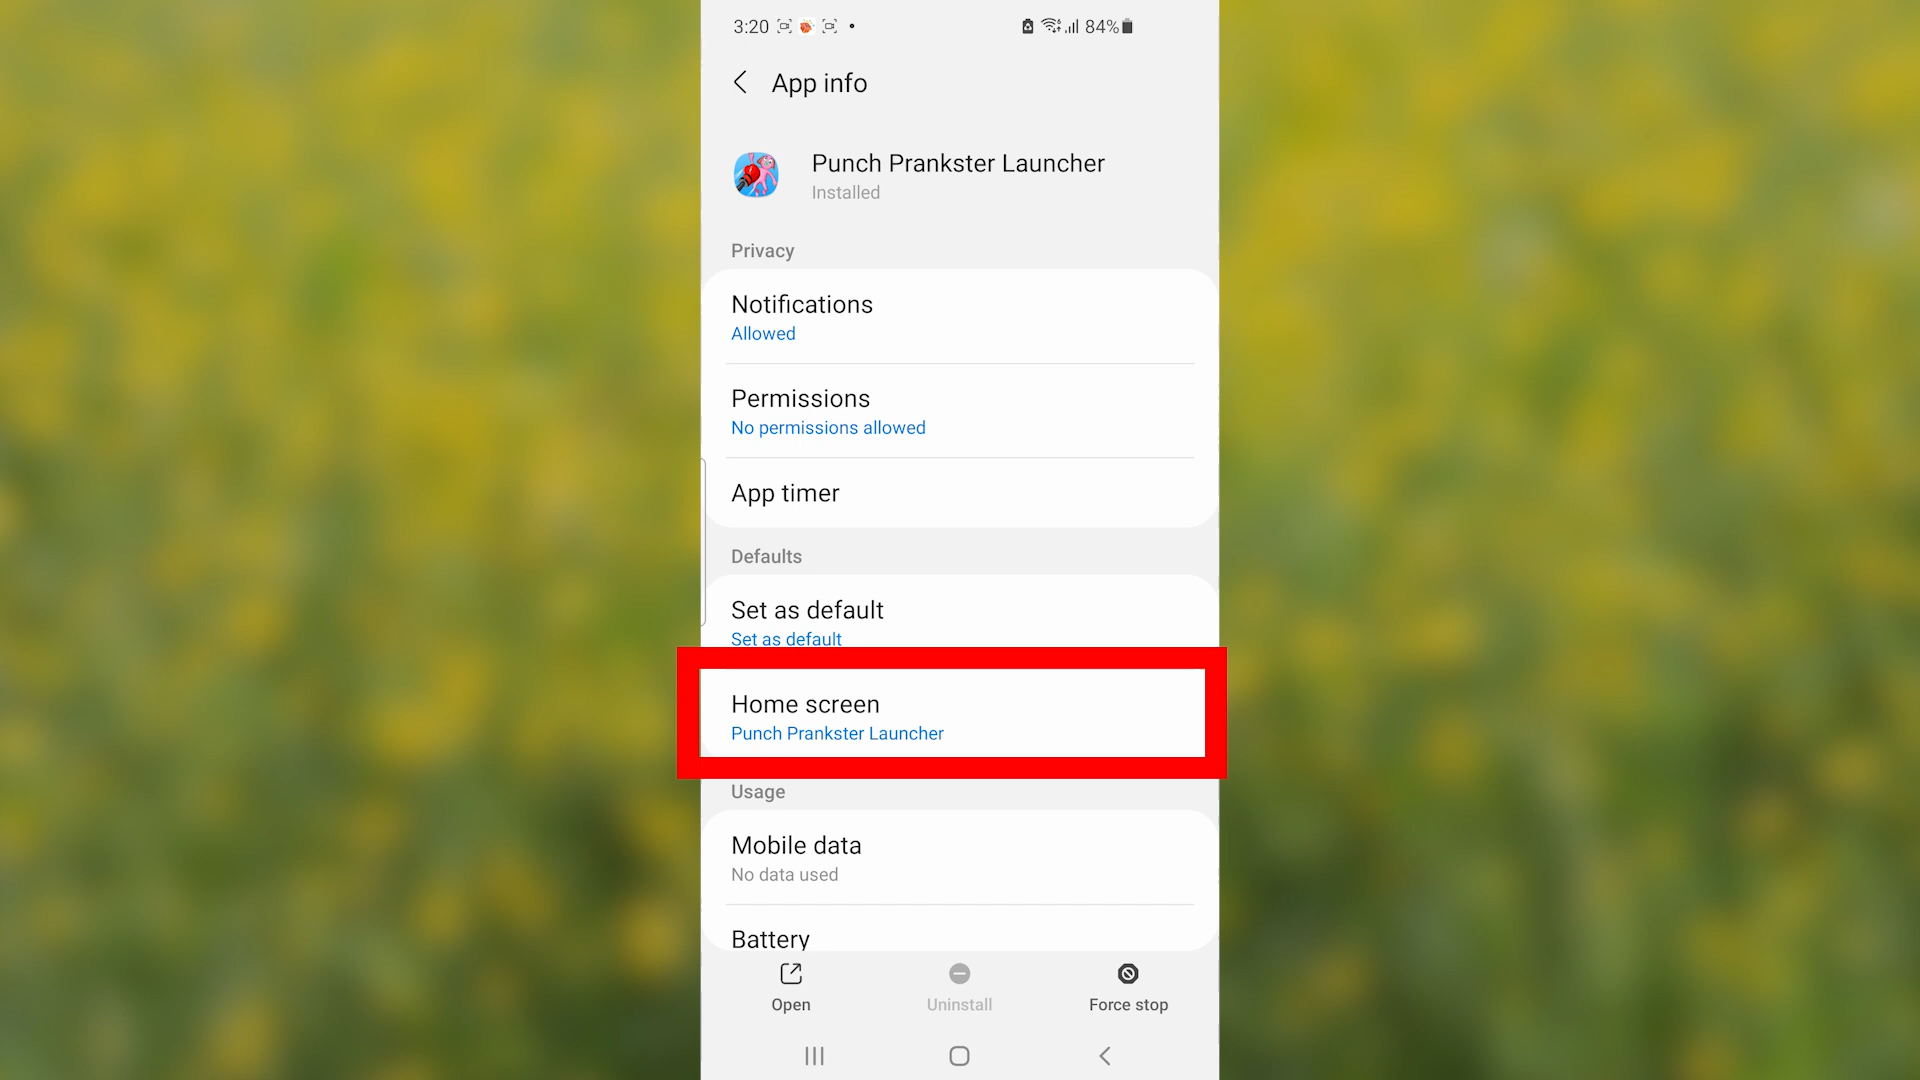 3:20
84%
App info
Punch Prankster Launcher
Installed
Privacy
Notifications
Allowed
Permissions
No permissions allowed
App timer
Defaults
Set as default
Set as default
Home screen
Punch Prankster Launcher
Usage
Mobile data
No data used
Battery
Open
Uninstall
Force stop